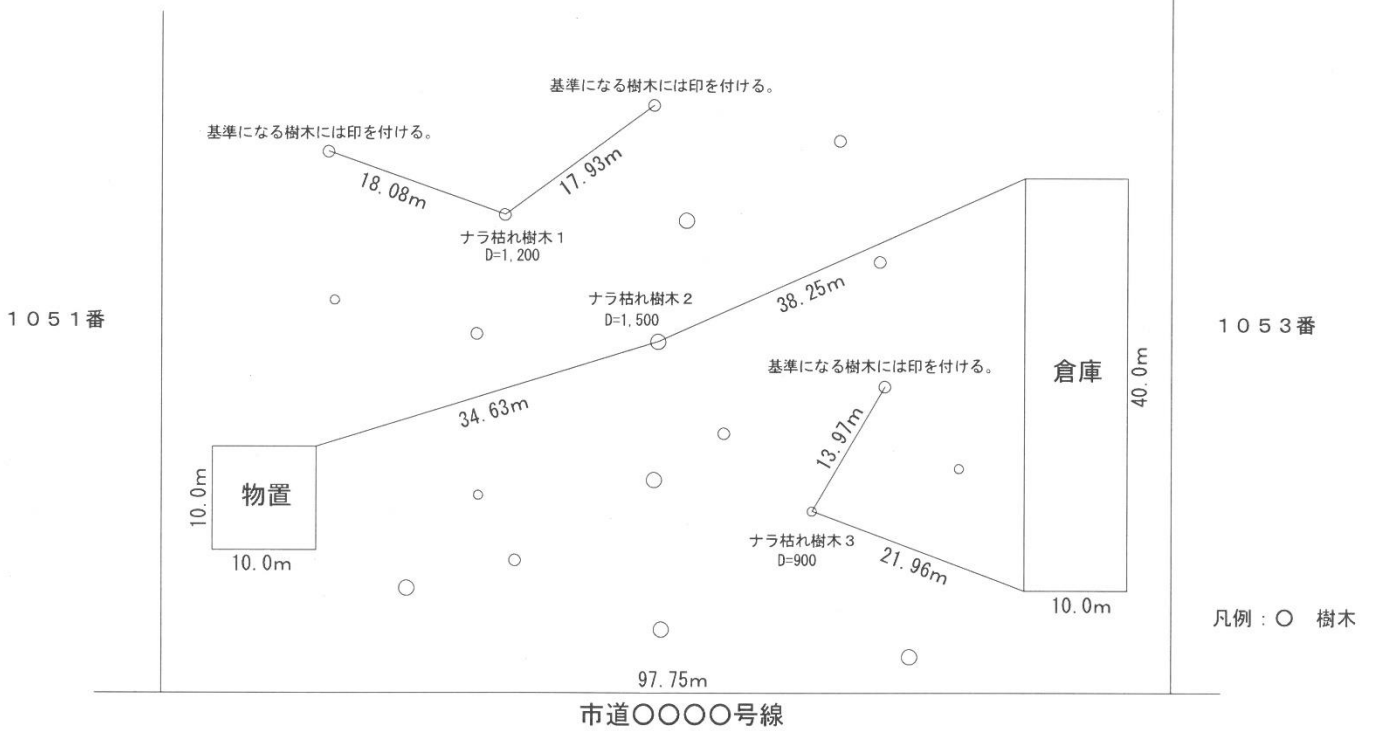 基準になる樹木には印を付ける。
基準になる樹木には印を付ける。
18.08m
17.93m
ナラ枯れ樹木1
D=1,200
ナラ枯れ樹木2
D=1,500
38.25m
1051番
1053番
基準になる樹木には印を付ける。
倉庫
40.0m
34.63m
13.97m
物置
10.0m
10.0m
ナラ枯れ樹木3
D=900
21.96m
10.0m
凡例:○ 樹木
97.75m
市道○○○○号線